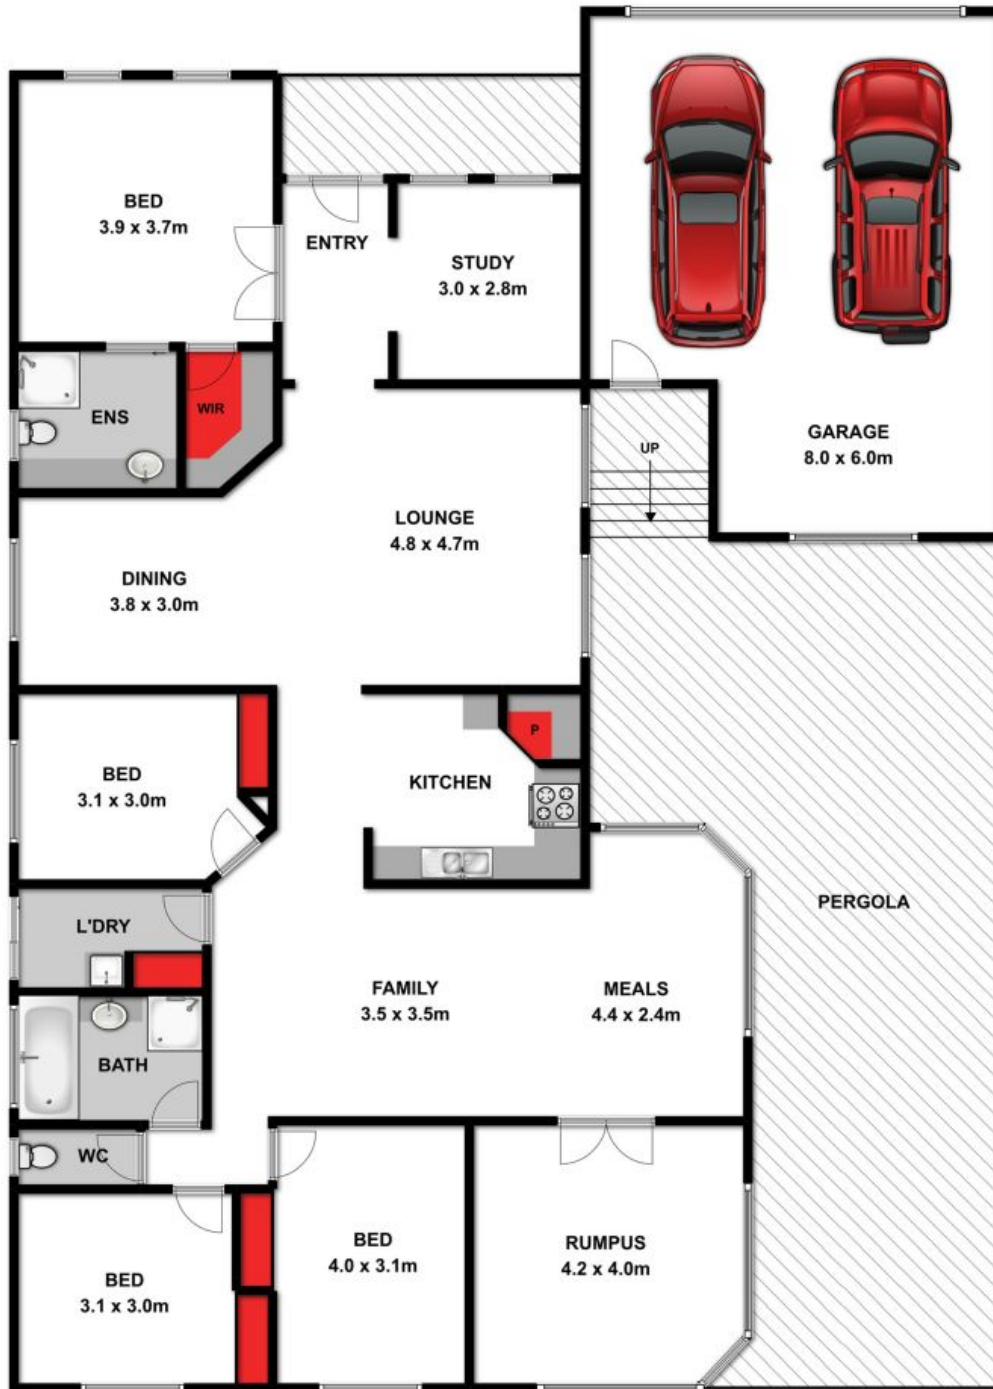 BED
3.9 x 3.7m
ENTRY
STUDY
3.0 x 2.8m
ENS
WIR
UP
GARAGE
8.0 x 6.0m
LOUNGE
4.8 x 4.7m
DINING
3.8 x 3.0m
P
BED
3.1 x 3.0m
KITCHEN
L'DRY
PERGOLA
FAMILY
3.5 x 3.5m
MEALS
4.4 x 2.4m
BATH
WC
BED
4.0 x 3.1m
RUMPUS
4.2 x 4.0m
BED
3.1 x 3.0m